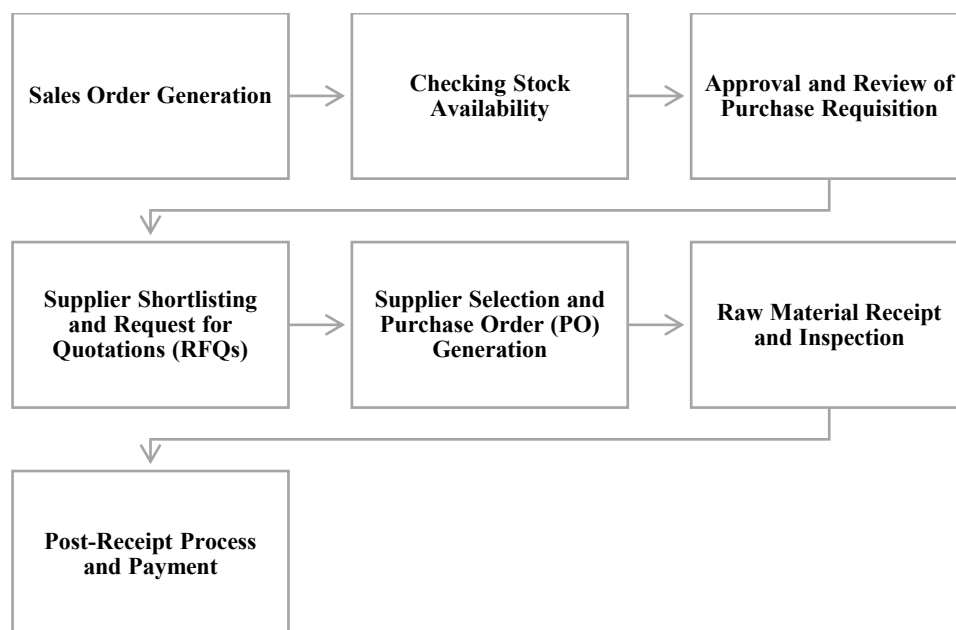 Sales Order Generation
Checking Stock
Availability
Approval and Review of
Purchase Requisition
Supplier Shortlisting
and Request for
Quotations (RFQs)
Supplier Selection and
Purchase Order (PO)
Generation
Raw Material Receipt
and Inspection
Post-Receipt Process
and Payment